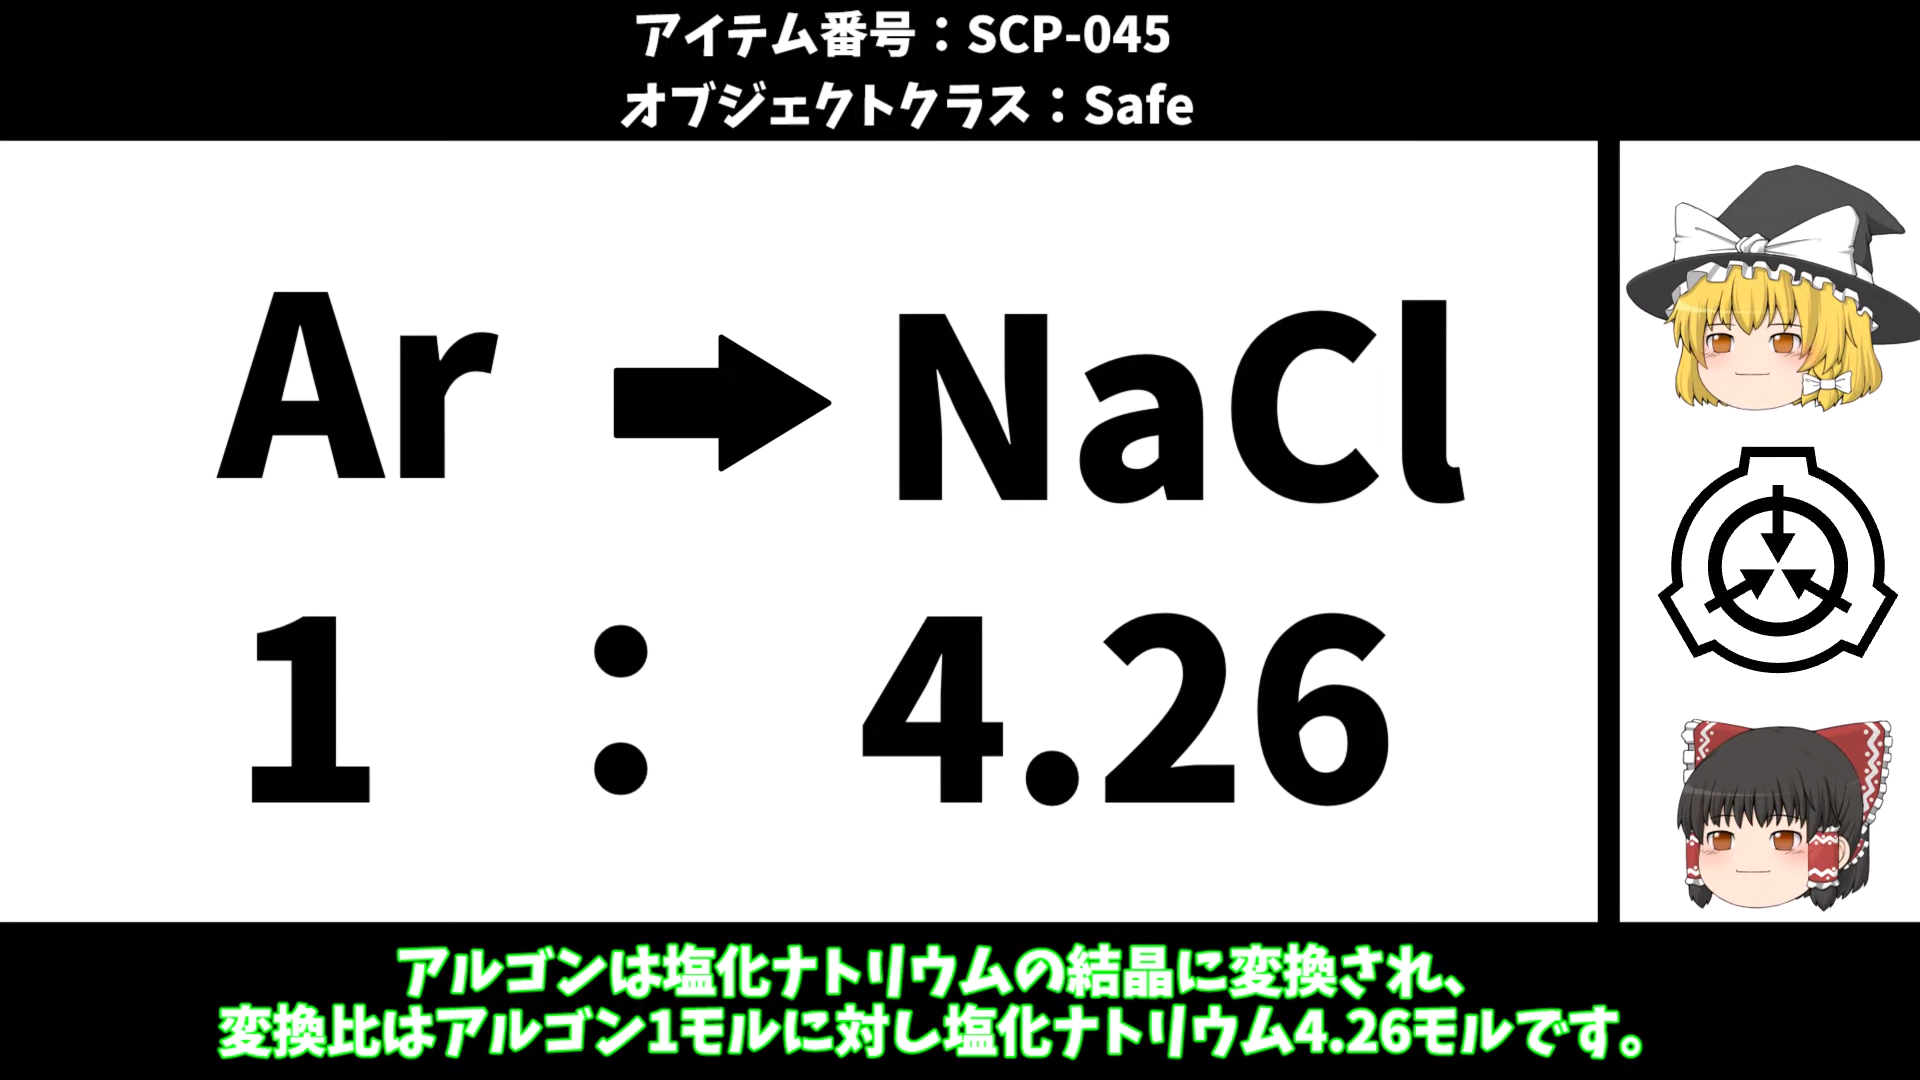 アイテム番号：SCP-045
オブジェクトクラス：Safe
Ar ➡ NaCl
1 : 4.26
アルゴンは塩化ナトリウムの結晶に変換され、
変換比はアルゴン1モルに対し塩化ナトリウム4.26モルです。